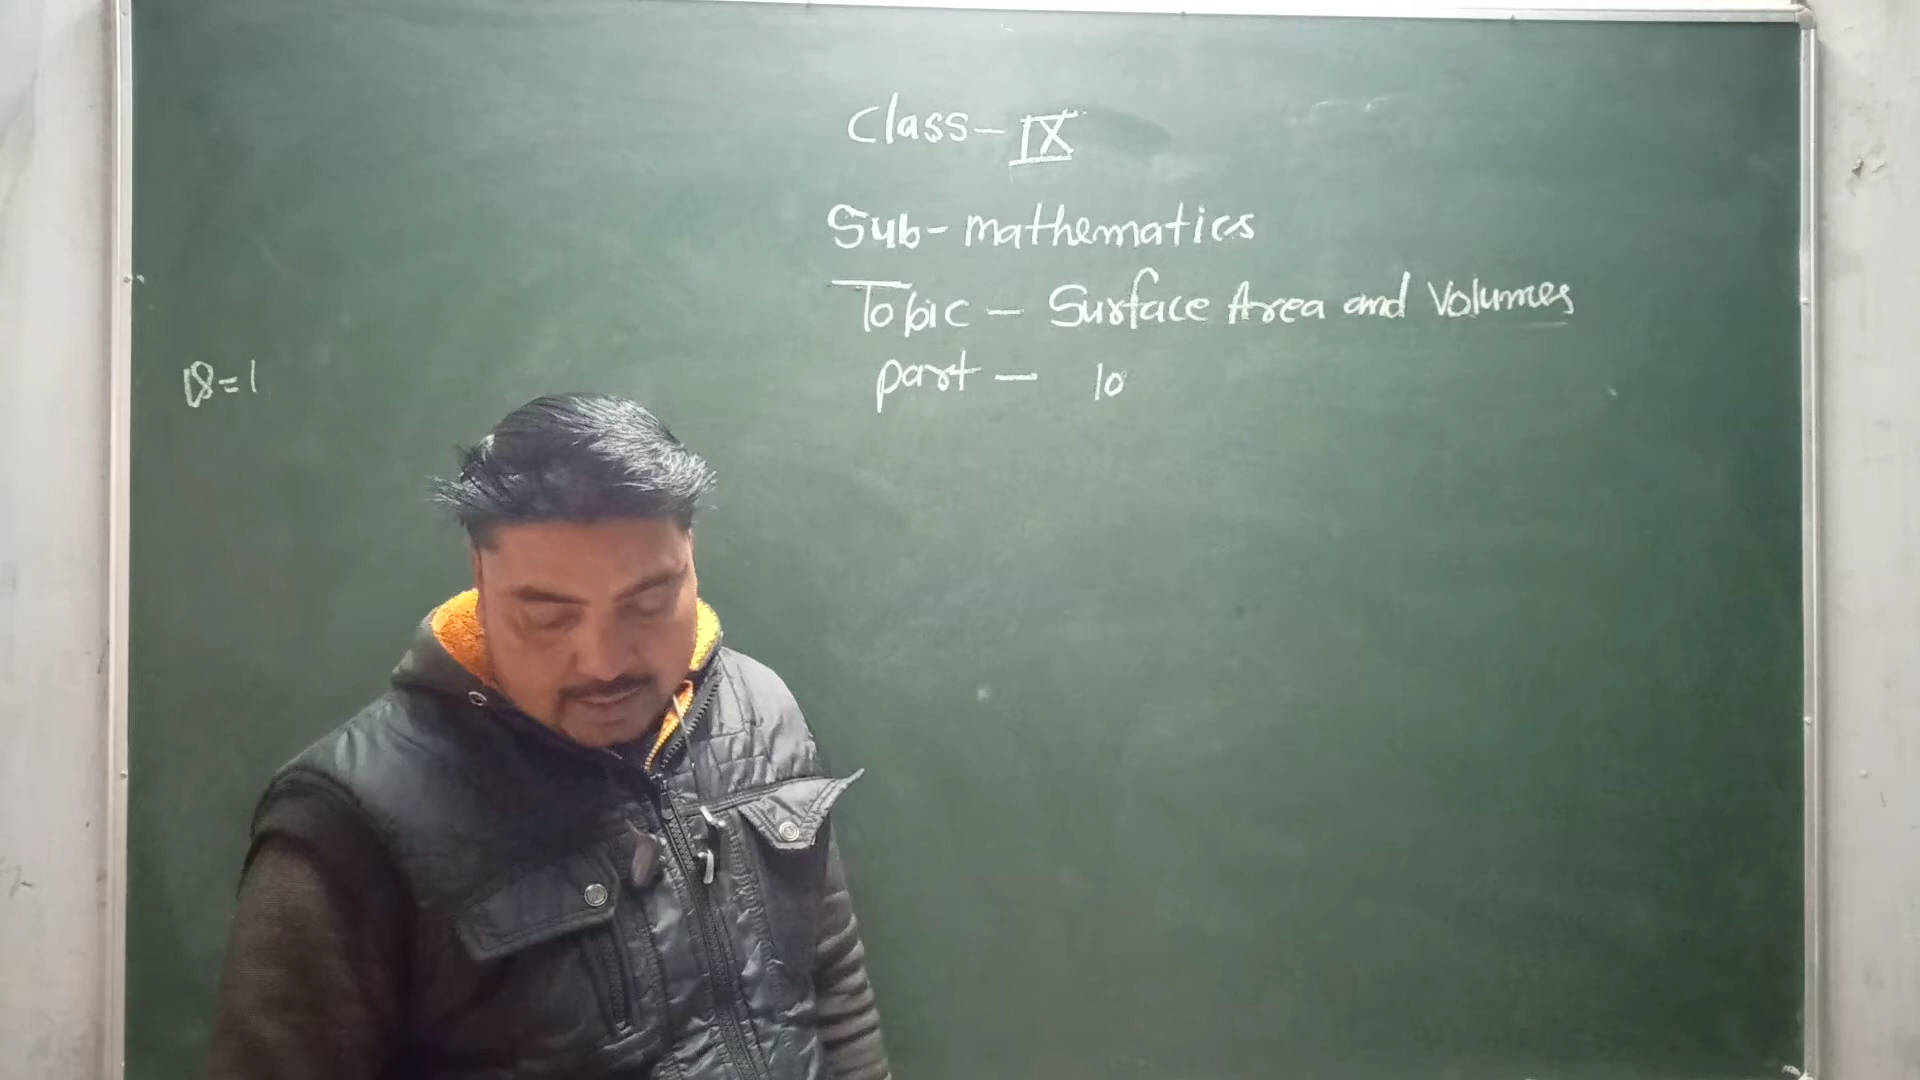 Class - IX
Sub - mathematics
Topic - Surface Area and Volumes
part - 10
=1